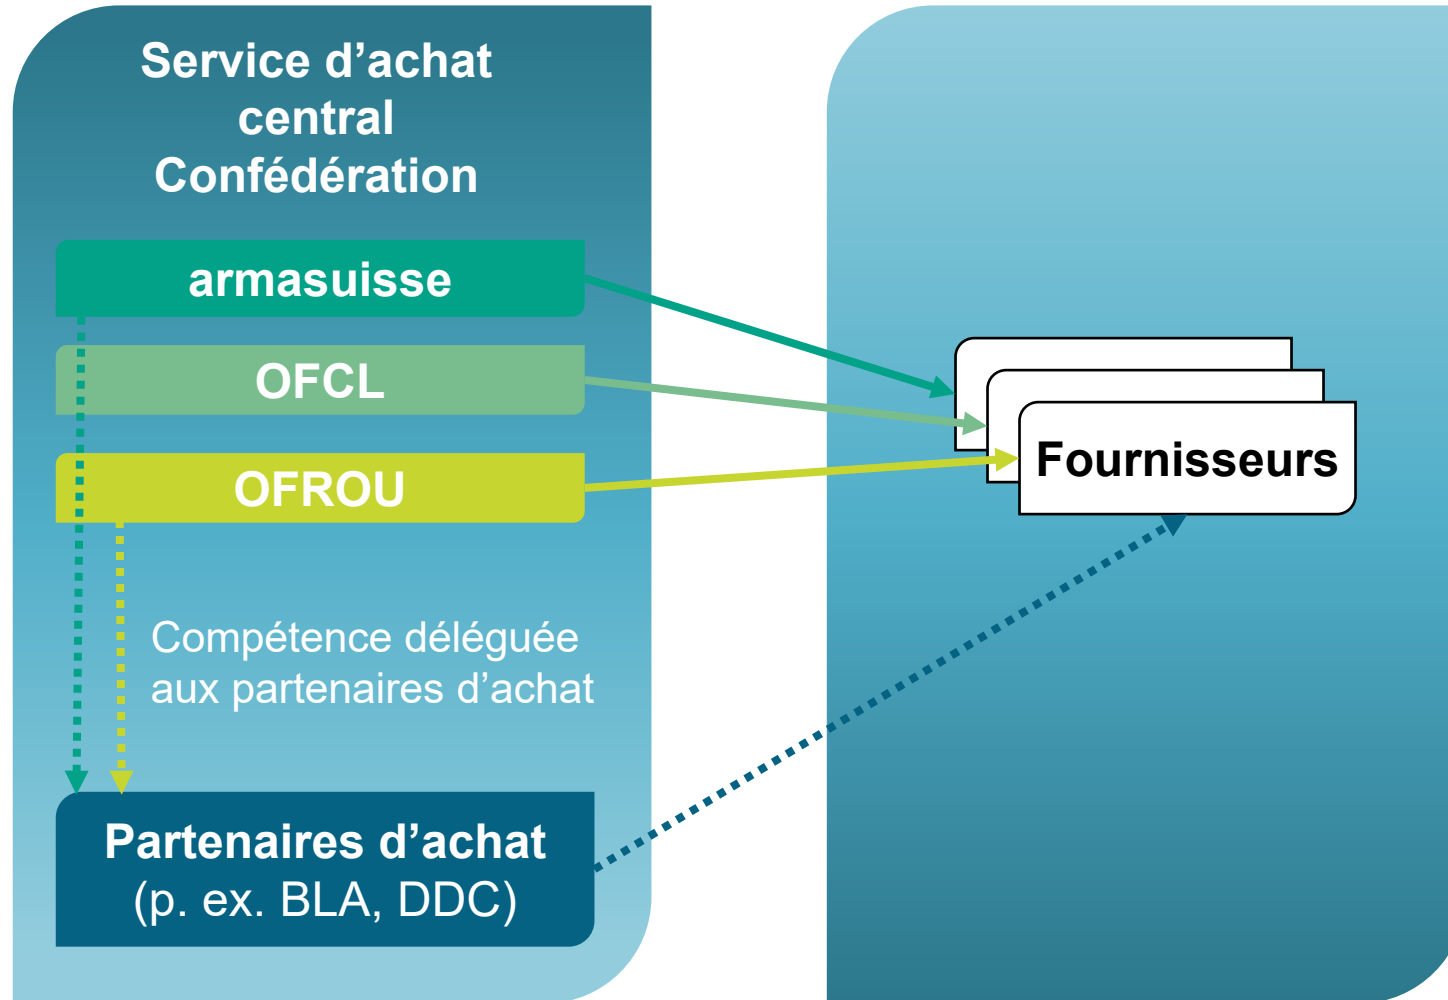 Service d’achat
central
Confédération
armasuisse
OFCL
OFROU
Compétence déléguée
aux partenaires d’achat
Partenaires d’achat
(p. ex. BLA, DDC)
Fournisseurs